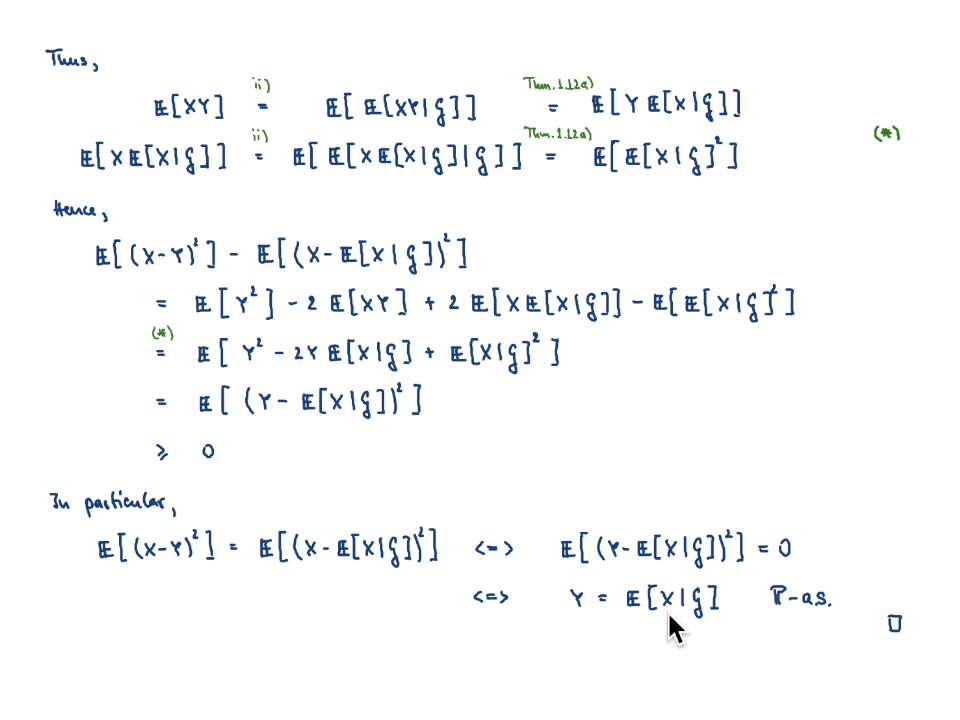 Thus,
𝔼[XY] ii)= 𝔼[𝔼[XY|𝒢]] Thm. 1.12a)= 𝔼[Y𝔼[X|𝒢]]
𝔼[X𝔼[X|𝒢]] ii)= 𝔼[𝔼[X𝔼[X|𝒢]|𝒢]] Thm. 1.12a)= 𝔼[𝔼[X|𝒢]²] (*)
Hence,
𝔼[(X-Y)²] - 𝔼[(X-𝔼[X|𝒢])²]
= 𝔼[Y²] - 2𝔼[XY] + 2𝔼[X𝔼[X|𝒢]] - 𝔼[𝔼[X|𝒢]²]
(*)= 𝔼[Y² - 2Y𝔼[X|𝒢] + 𝔼[X|𝒢]²]
= 𝔼[(Y - 𝔼[X|𝒢])²]
≥ 0
In particular,
𝔼[(X-Y)²] = 𝔼[(X-𝔼[X|𝒢])²] <=> 𝔼[(Y-𝔼[X|𝒢])²] = 0
<=> Y = 𝔼[X|𝒢] ℙ-a.s.
□